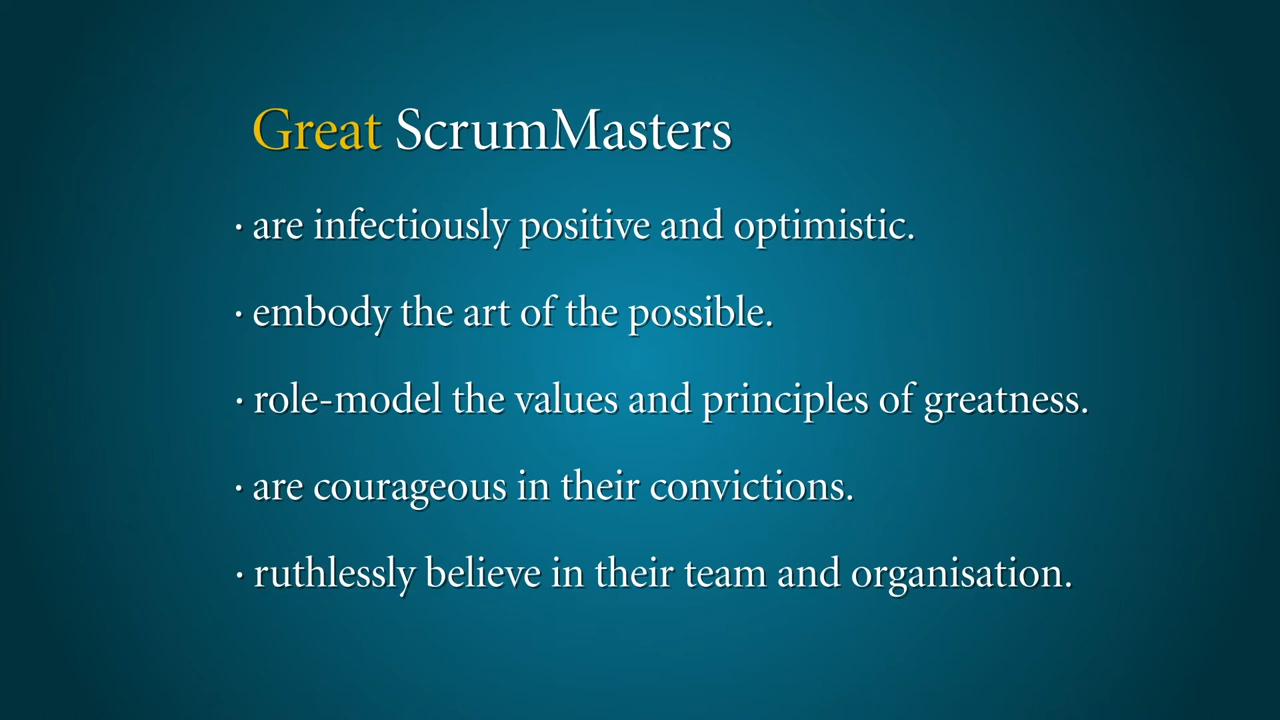 Great ScrumMasters
· are infectiously positive and optimistic.
· embody the art of the possible.
· role-model the values and principles of greatness.
· are courageous in their convictions.
· ruthlessly believe in their team and organisation.